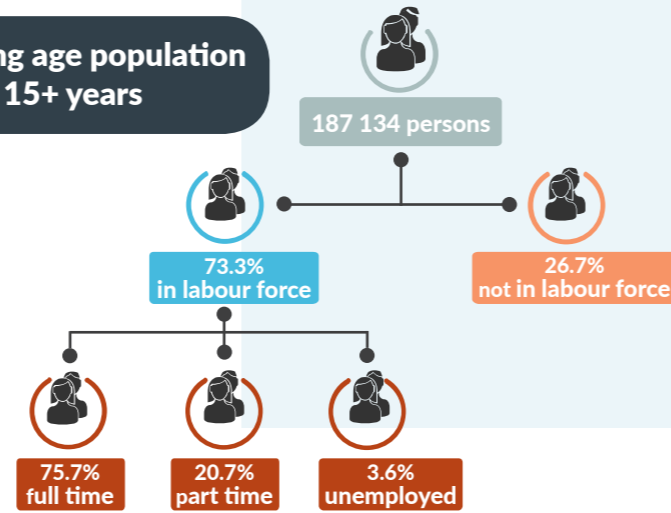 ng age population
15+ years
187 134 persons
73.3%
in labour force
26.7%
not in labour force
75.7%
full time
20.7%
part time
3.6%
unemployed